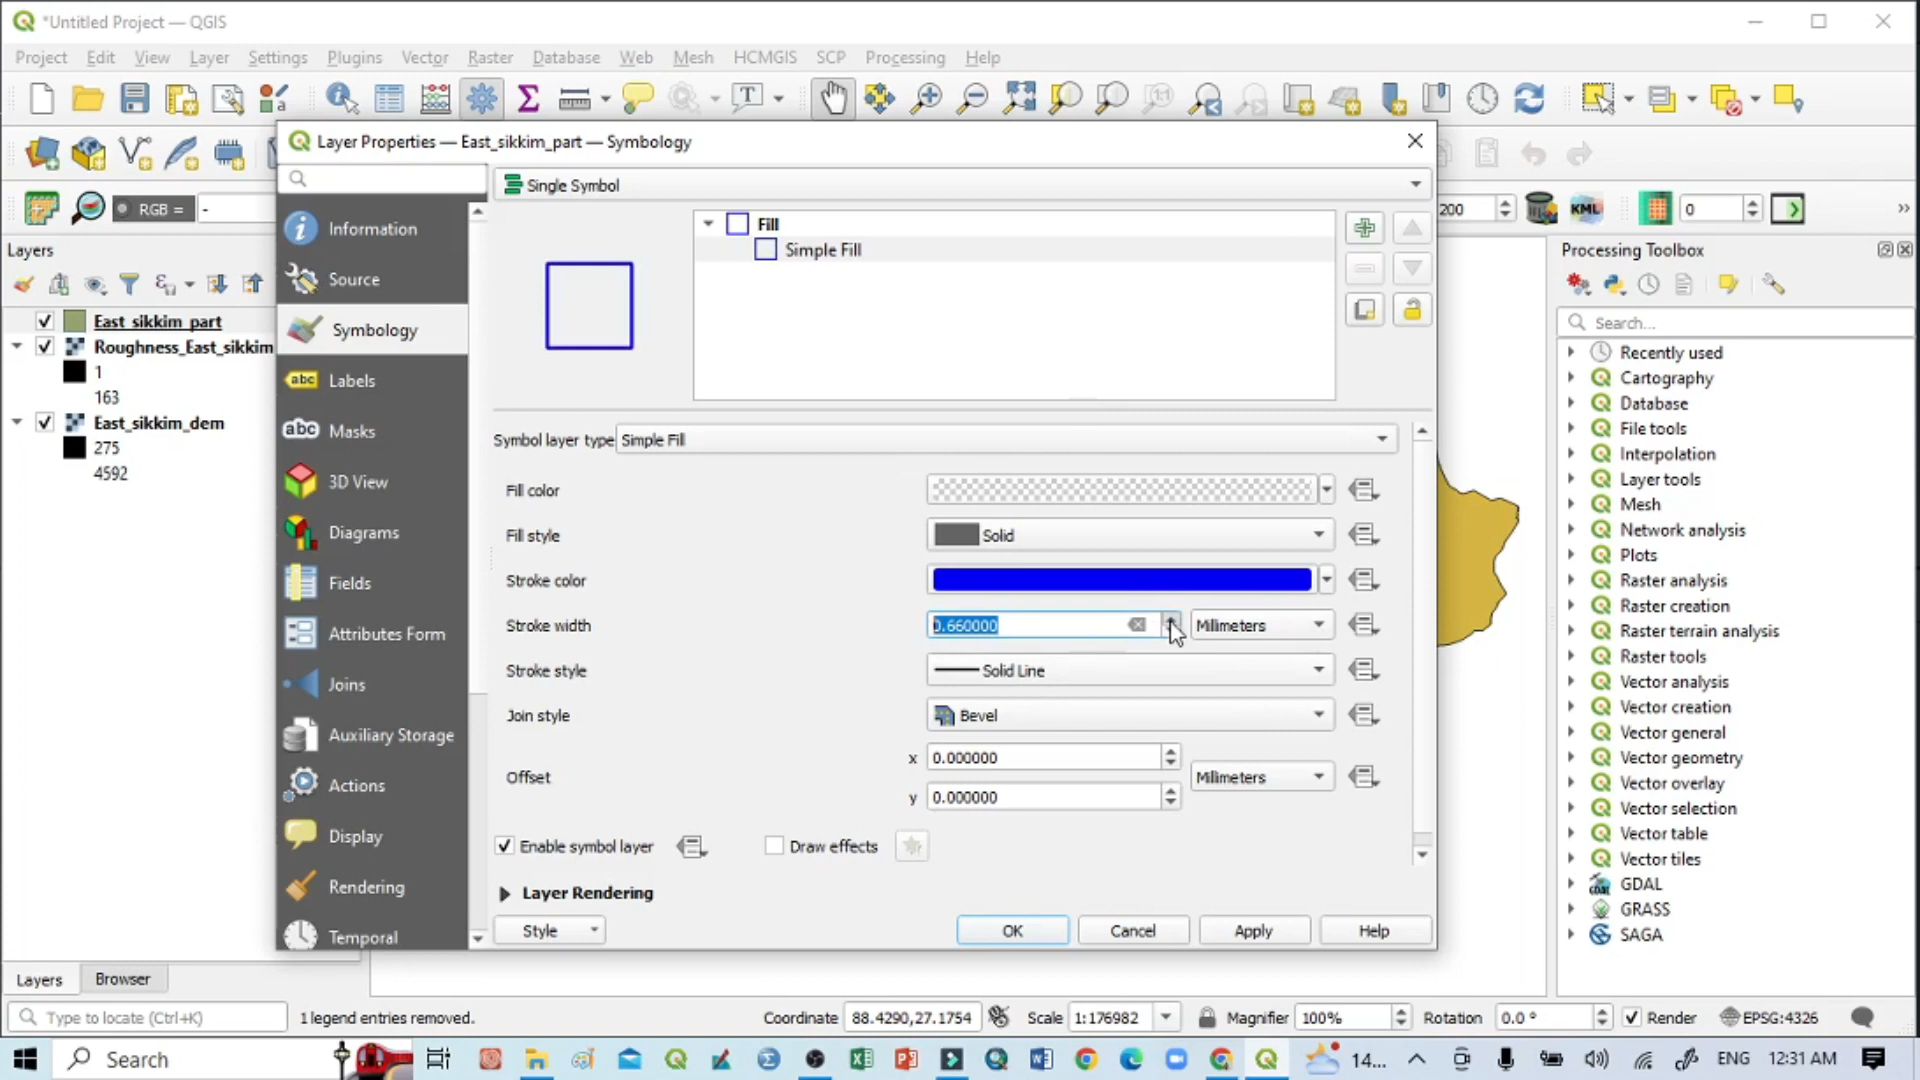 *Untitled Project — QGIS
Project Edit View Layer Settings Plugins Vector Raster Database Web Mesh HCMGIS SCP Processing Help
RGB = -
200
KML
0
Layers
East_sikkim_part
Roughness_East_sikkim
1
163
East_sikkim_dem
275
4592
Layer Properties — East_sikkim_part — Symbology
Information
Source
Symbology
abc Labels
abc Masks
3D View
Diagrams
Fields
Attributes Form
Joins
Auxiliary Storage
Actions
Display
Rendering
Temporal
Single Symbol
Fill
Simple Fill
Symbol layer type Simple Fill
Fill color
Fill style Solid
Stroke color
Stroke width 0.660000 Millimeters
Stroke style Solid Line
Join style Bevel
Offset x 0.000000 Millimeters
y 0.000000
Enable symbol layer Draw effects
Layer Rendering
Style OK Cancel Apply Help
Processing Toolbox
Search...
Recently used
Cartography
Database
File tools
Interpolation
Layer tools
Mesh
Network analysis
Plots
Raster analysis
Raster creation
Raster terrain analysis
Raster tools
Vector analysis
Vector creation
Vector general
Vector geometry
Vector overlay
Vector selection
Vector table
Vector tiles
GDAL
GRASS
SAGA
Layers Browser
Type to locate (Ctrl+K) 1 legend entries removed. Coordinate 88.4290,27.1754 Scale 1:176982 Magnifier 100% Rotation 0.0 ° Render EPSG:4326
Search 14... ENG 12:31 AM